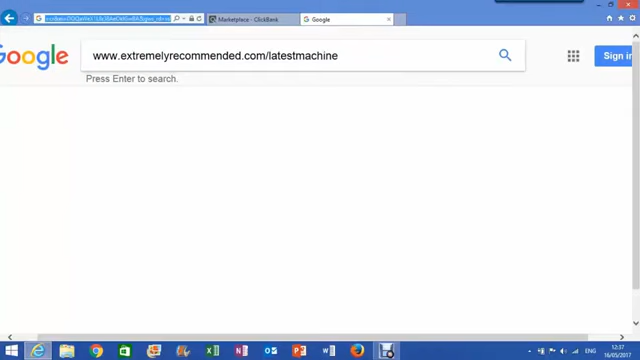 Marketplace - ClickBank
Google
Google
www.extremelyrecommended.com/latestmachine
Sign in
Press Enter to search.
ENG
12:37
16/05/2017